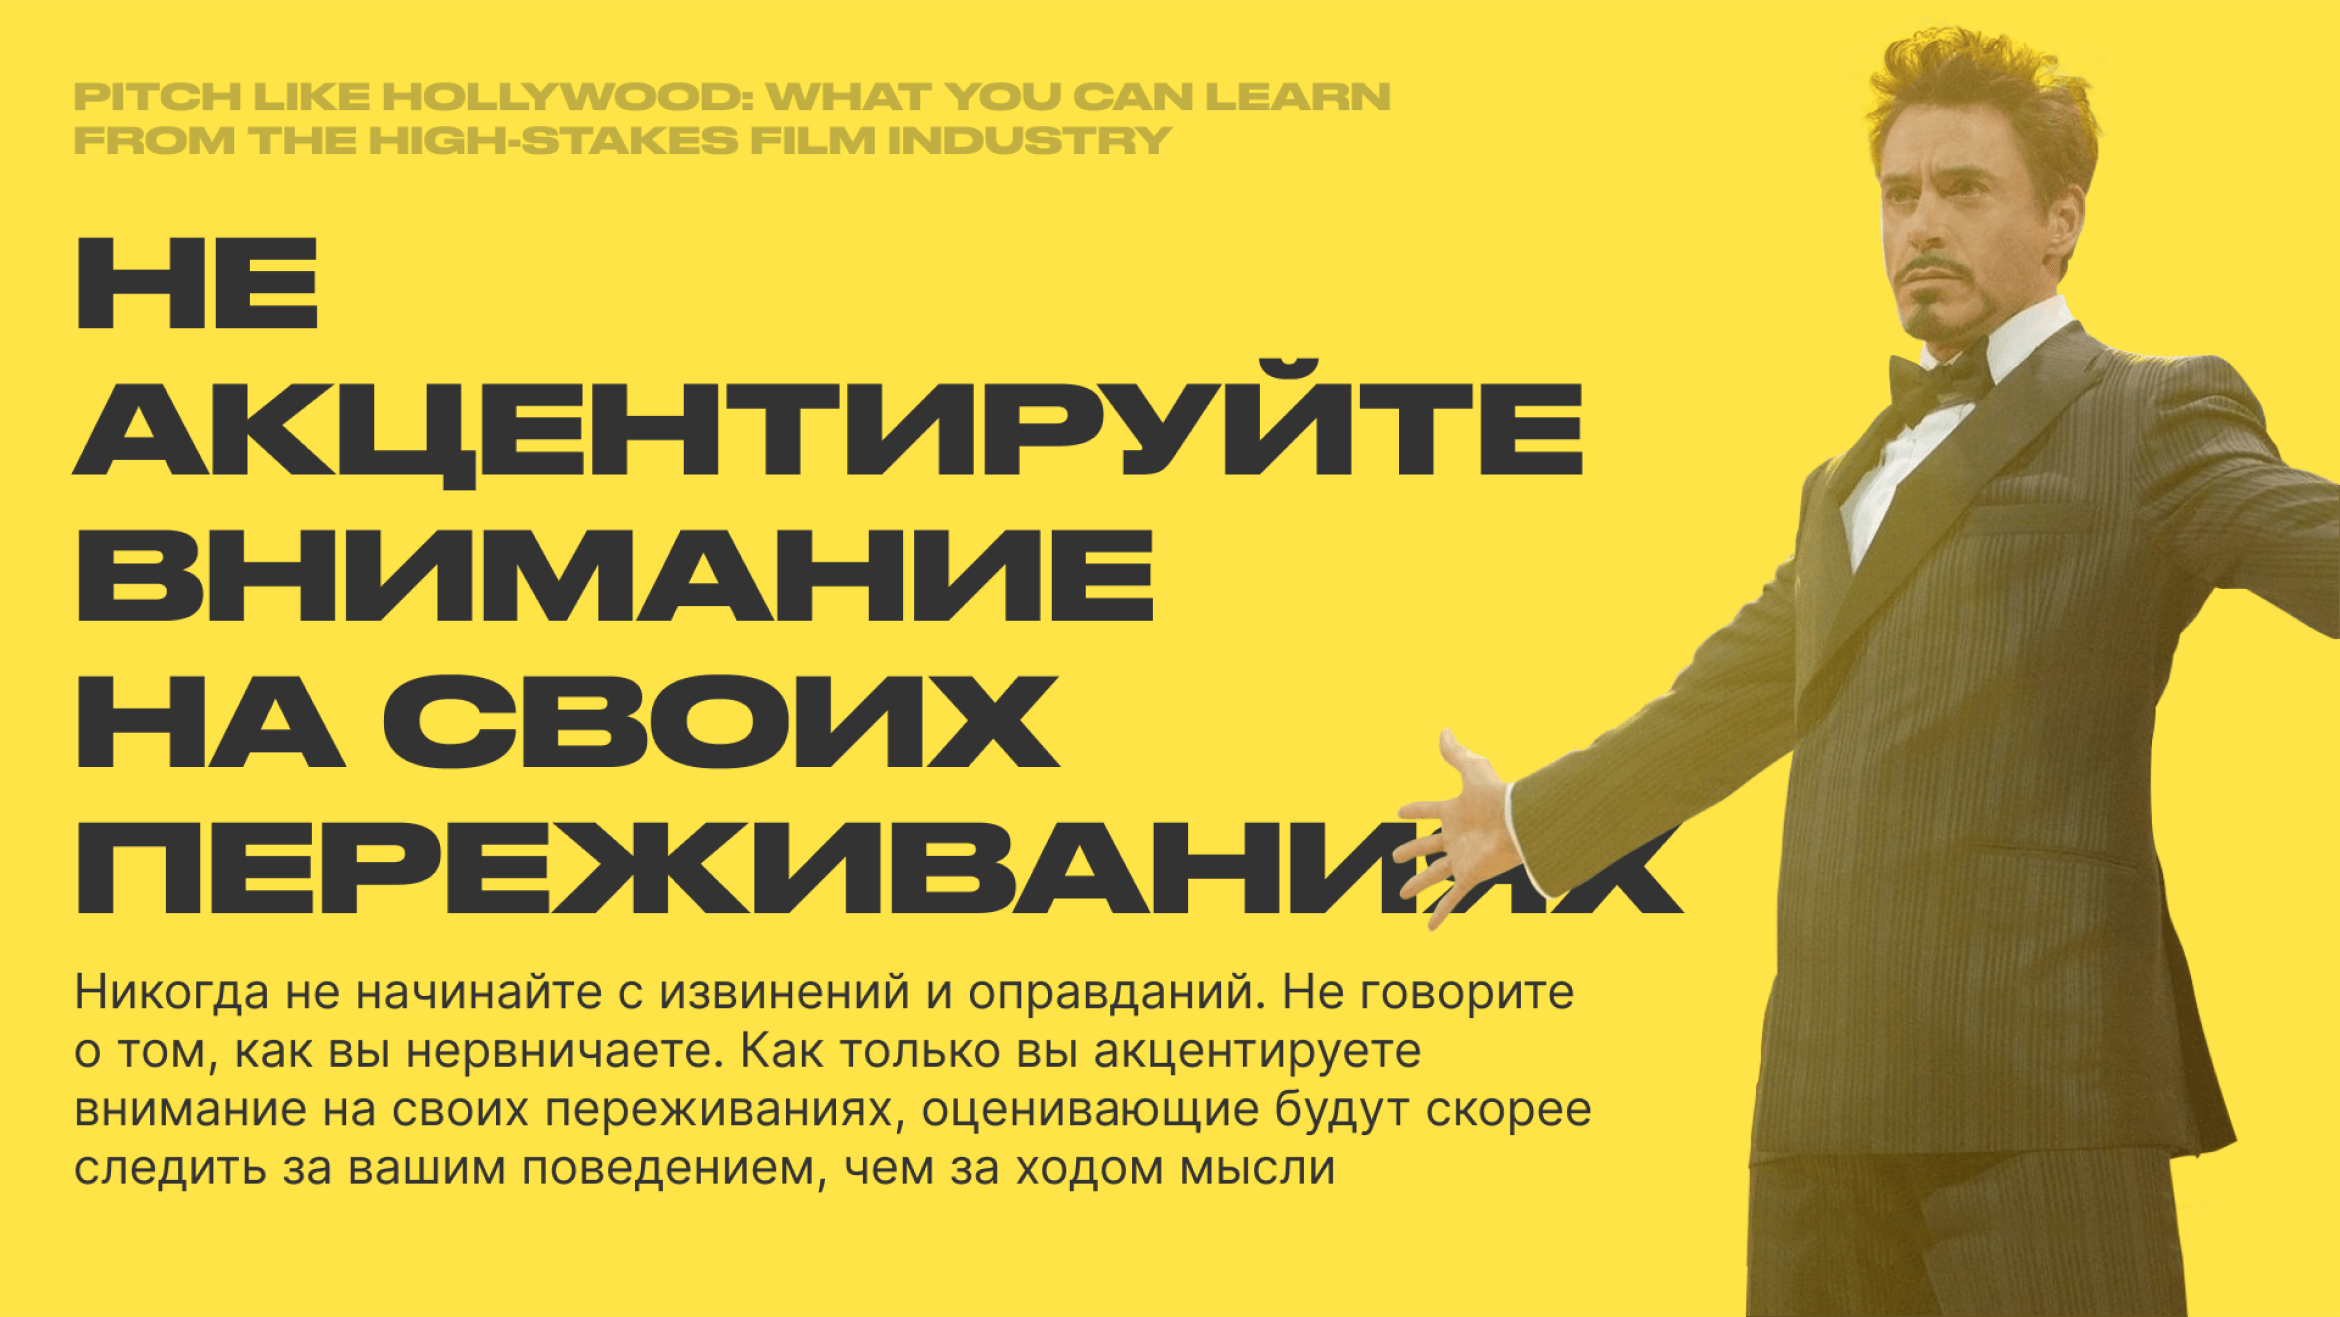 PITCH LIKE HOLLYWOOD: WHAT YOU CAN LEARN
FROM THE HIGH-STAKES FILM INDUSTRY
НЕ
АКЦЕНТИРУЙТЕ
ВНИМАНИЕ
НА СВОИХ
ПЕРЕЖИВАНИЯХ
Никогда не начинайте с извинений и оправданий. Не говорите
о том, как вы нервничаете. Как только вы акцентируете
внимание на своих переживаниях, оценивающие будут скорее
следить за вашим поведением, чем за ходом мысли